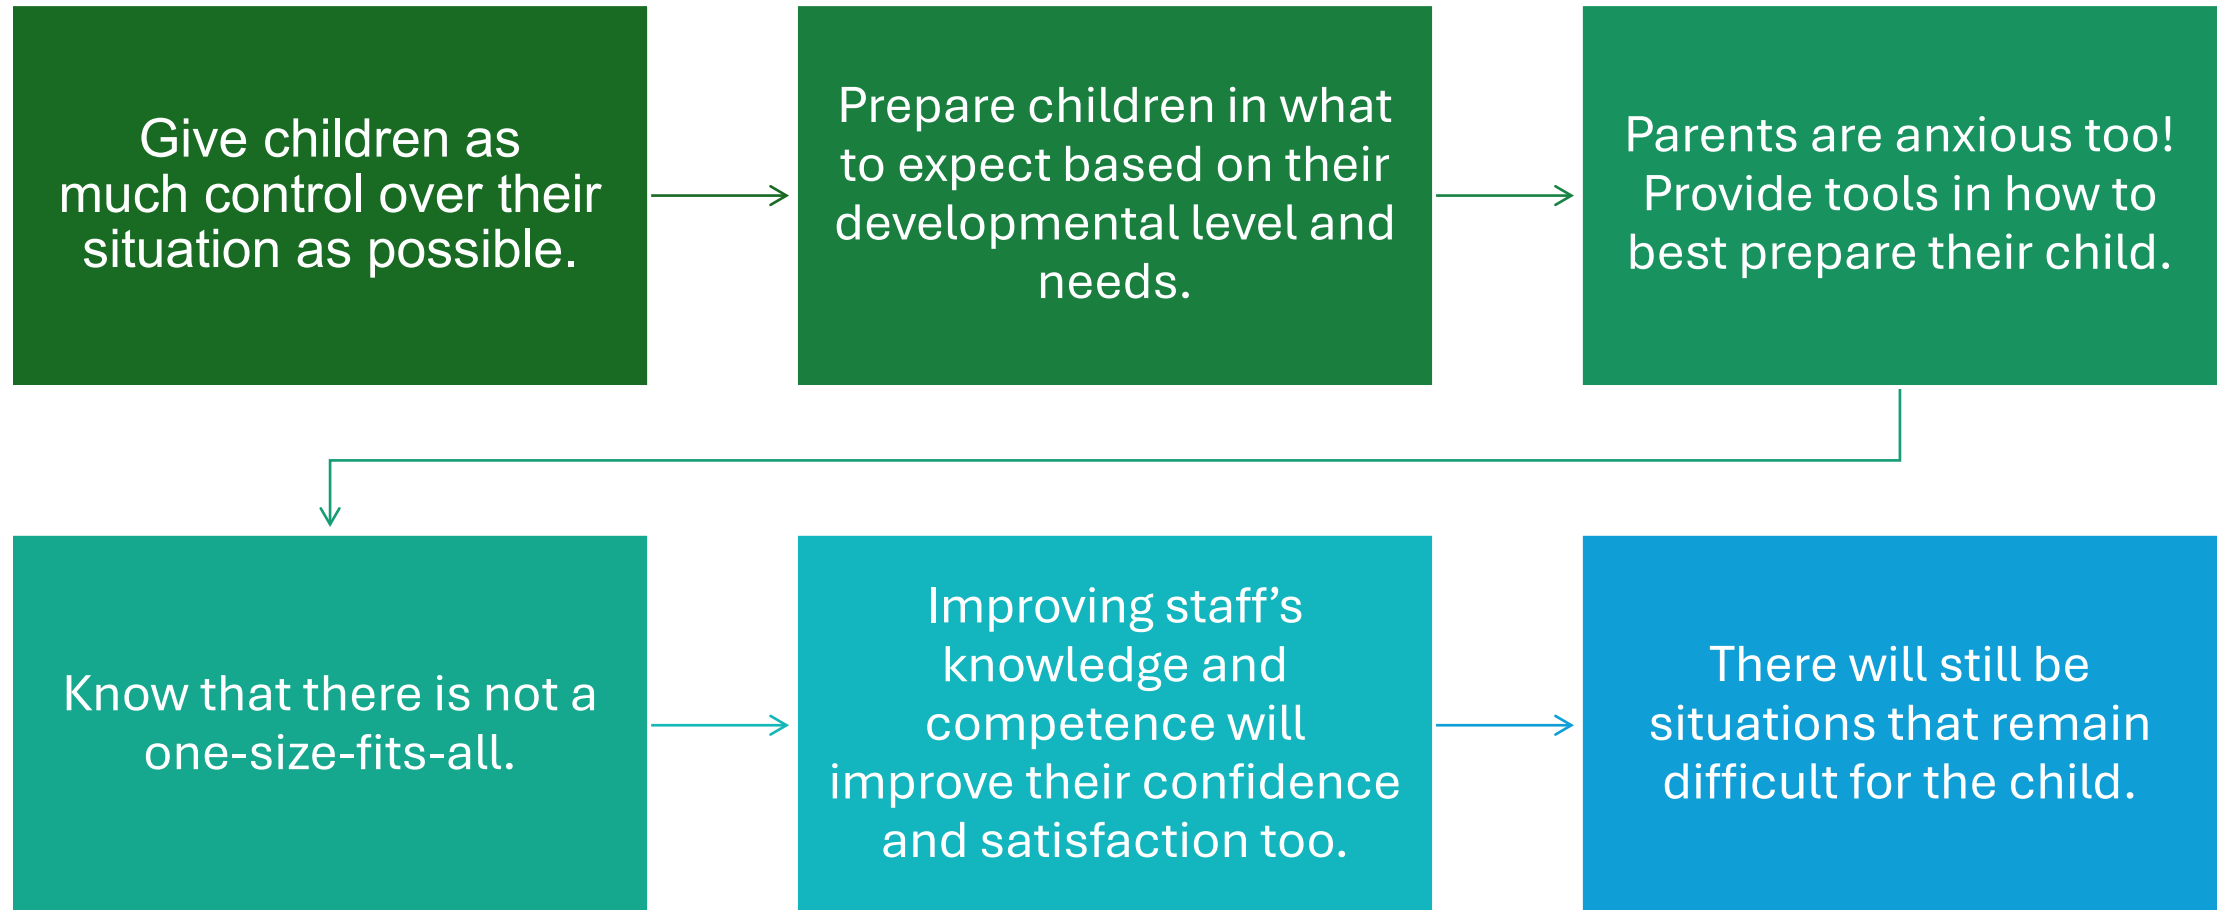 Give children as
much control over their
situation as possible.
Prepare children in what
to expect based on their
developmental level and
needs.
Parents are anxious too!
Provide tools in how to
best prepare their child.
Know that there is not a
one-size-fits-all.
Improving staff’s
knowledge and
competence will
improve their confidence
and satisfaction too.
There will still be
situations that remain
difficult for the child.